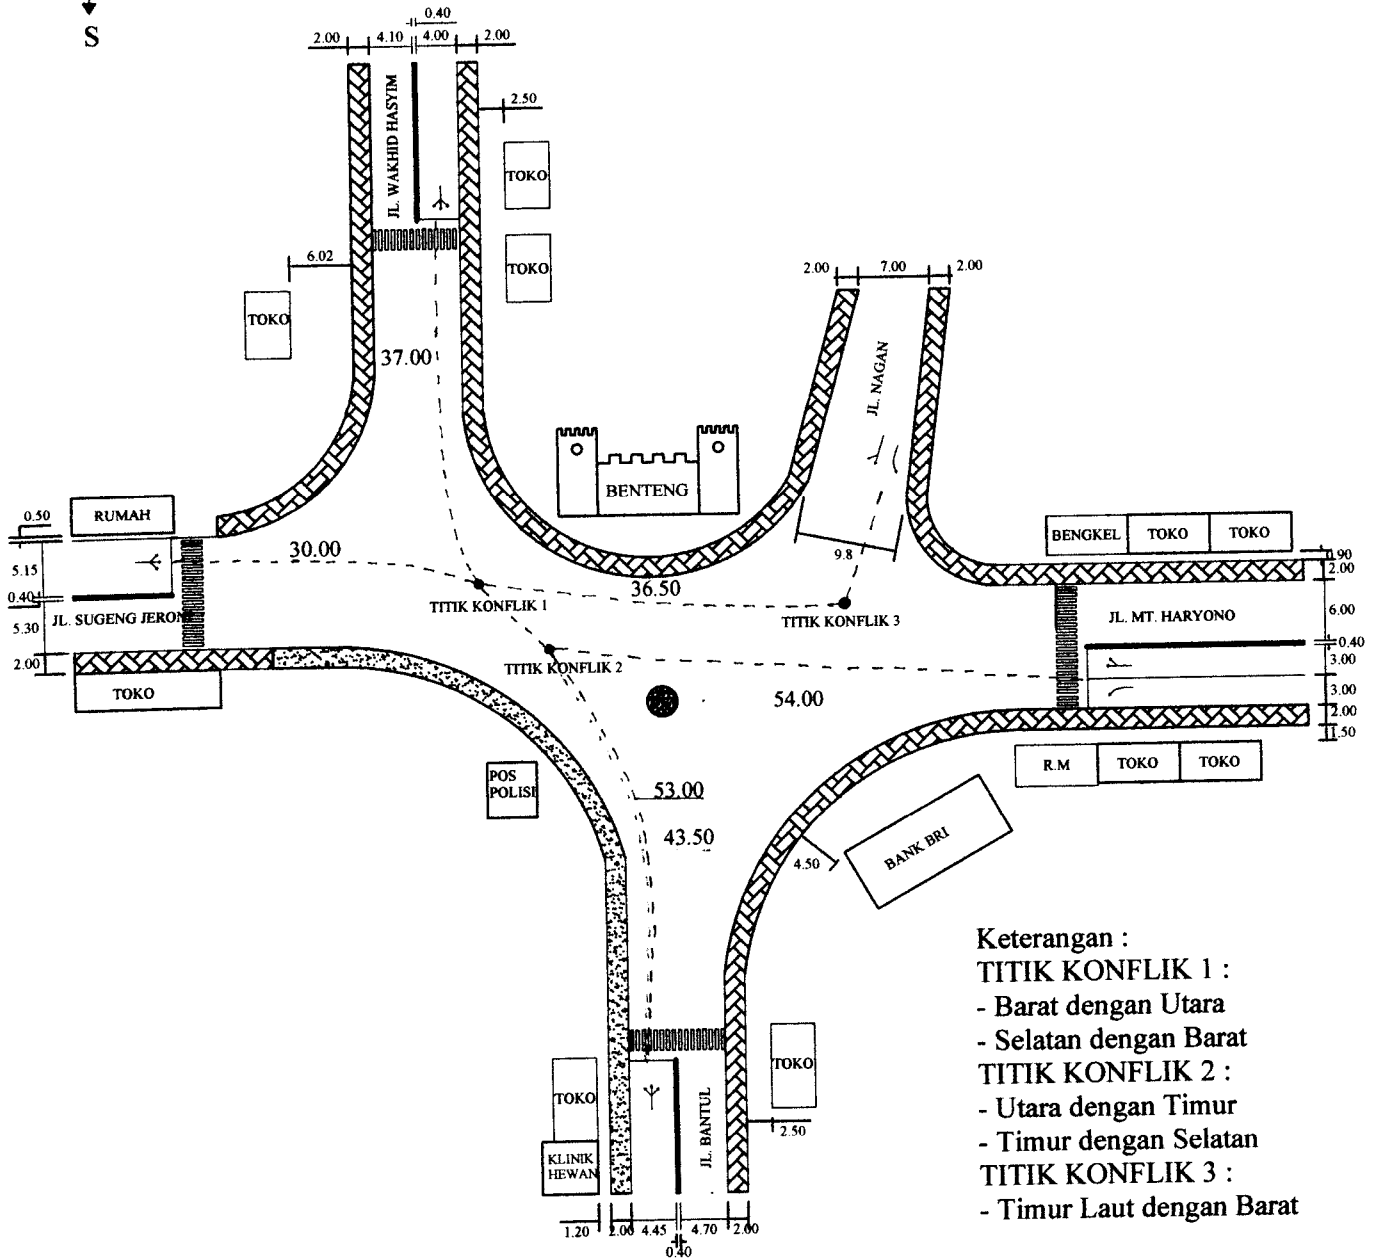 S
0.40
2.00 4.10 4.00 2.00
JL. WAKHID HASYIM
2.50
TOKO
TOKO
6.02
TOKO
37.00
2.00 7.00 2.00
JL. NAGAN
9.8
BENTENG
RUMAH
0.50
5.15
0.40
5.30
2.00
JL. SUGENG JERONI
TOKO
30.00
TITIK KONFLIK 1
36.50
TITIK KONFLIK 3
TITIK KONFLIK 2
54.00
BENGKEL TOKO TOKO
1.90
2.00
6.00
0.40
3.00
3.00
2.00
1.50
JL. MT. HARYONO
R.M TOKO TOKO
POS
POLISI
53.00
43.50
4.50
BANK BRI
TOKO
KLINIK
HEWAN
JL. BANTUL
TOKO
2.50
1.20 2.00 4.45 4.70 2.00
0.40
Keterangan :
TITIK KONFLIK 1 :
- Barat dengan Utara
- Selatan dengan Barat
TITIK KONFLIK 2 :
- Utara dengan Timur
- Timur dengan Selatan
TITIK KONFLIK 3 :
- Timur Laut dengan Barat